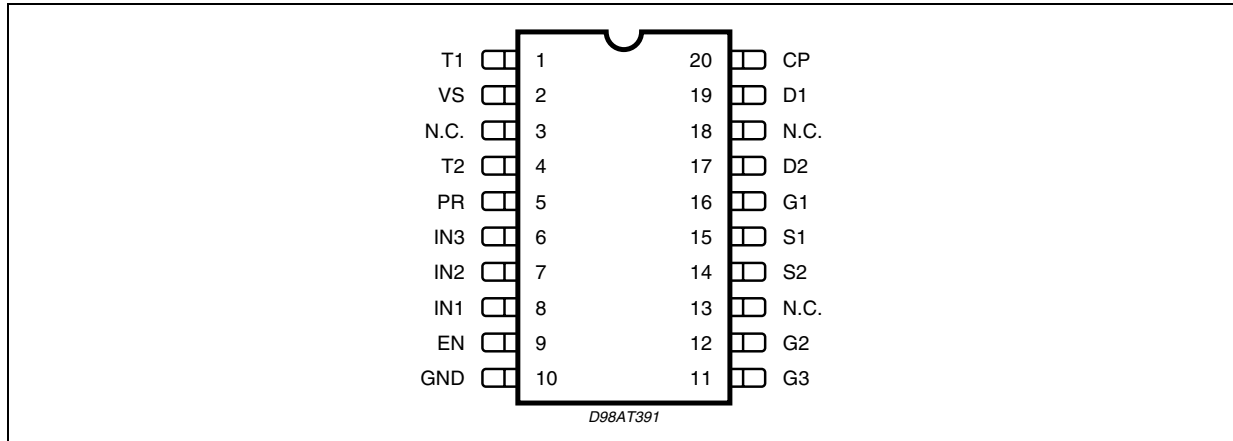 T1 1 20 CP
VS 2 19 D1
N.C. 3 18 N.C.
T2 4 17 D2
PR 5 16 G1
IN3 6 15 S1
IN2 7 14 S2
IN1 8 13 N.C.
EN 9 12 G2
GND 10 11 G3
D98AT391